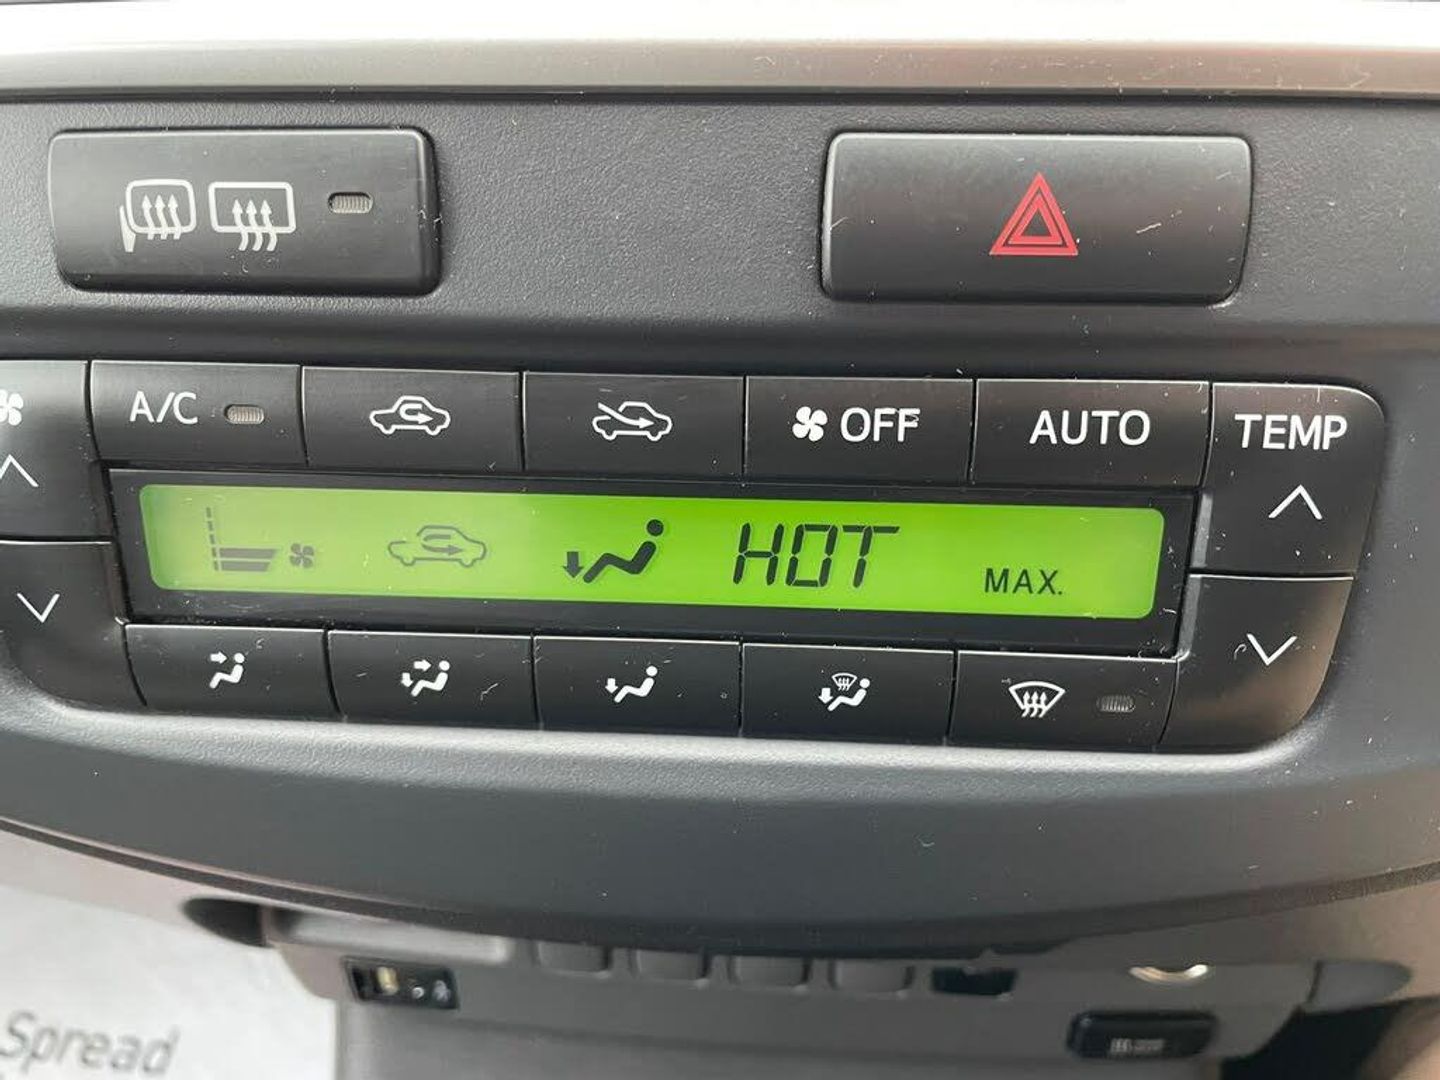 A/C
OFF
AUTO
TEMP
HOT
MAX.
Spread